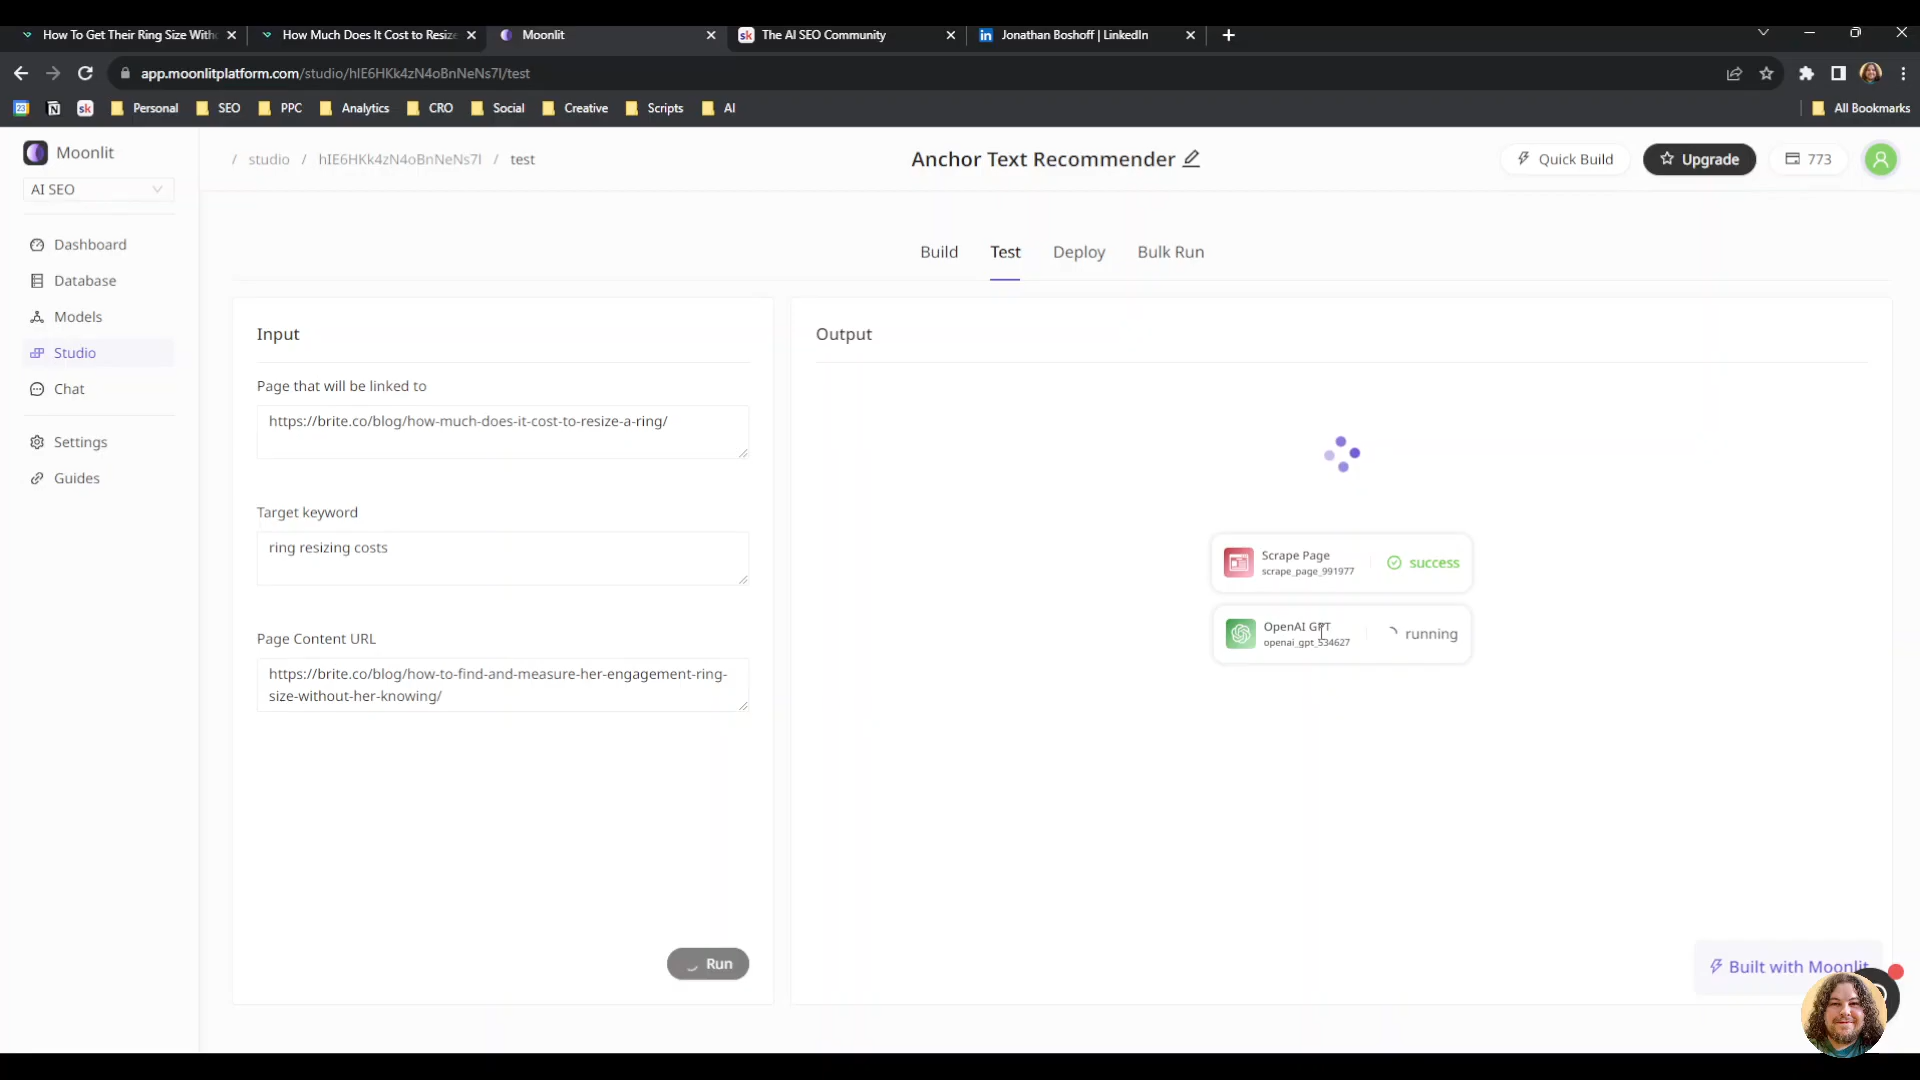 How To Get Their Ring Size With
How Much Does It Cost to Resize
Moonlit
sk The AI SEO Community
in Jonathan Boshoff | LinkedIn
app.moonlitplatform.com/studio/hIE6HKk4zN4oBnNeNs7l/test
23
sk
Personal
SEO
PPC
Analytics
CRO
Social
Creative
Scripts
AI
All Bookmarks
Moonlit
AI SEO
/ studio / hIE6HKk4zN4oBnNeNs7l / test
Anchor Text Recommender
Quick Build
Upgrade
773
Dashboard
Database
Models
Studio
Chat
Settings
Guides
Build
Test
Deploy
Bulk Run
Input
Page that will be linked to
https://brite.co/blog/how-much-does-it-cost-to-resize-a-ring/
Target keyword
ring resizing costs
Page Content URL
https://brite.co/blog/how-to-find-and-measure-her-engagement-ring-
size-without-her-knowing/
Run
Output
Scrape Page
scrape_page_991977
success
OpenAI GPT
openai_gpt_534627
running
Built with Moonlit